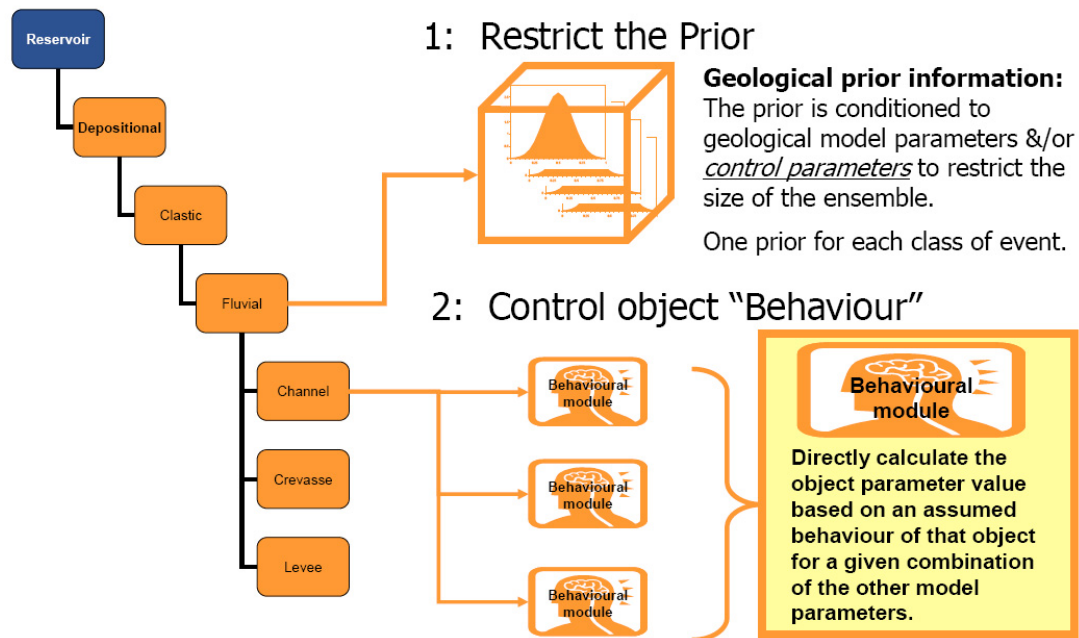 Reservoir
Depositional
Clastic
Fluvial
Channel
Crevasse
Levee
1: Restrict the Prior
Geological prior information:
The prior is conditioned to
geological model parameters &/or
control parameters to restrict the
size of the ensemble.
One prior for each class of event.
2: Control object “Behaviour”
Behavioural
module
Behavioural
module
Behavioural
module
Behavioural
module
Directly calculate the
object parameter value
based on an assumed
behaviour of that object
for a given combination
of the other model
parameters.